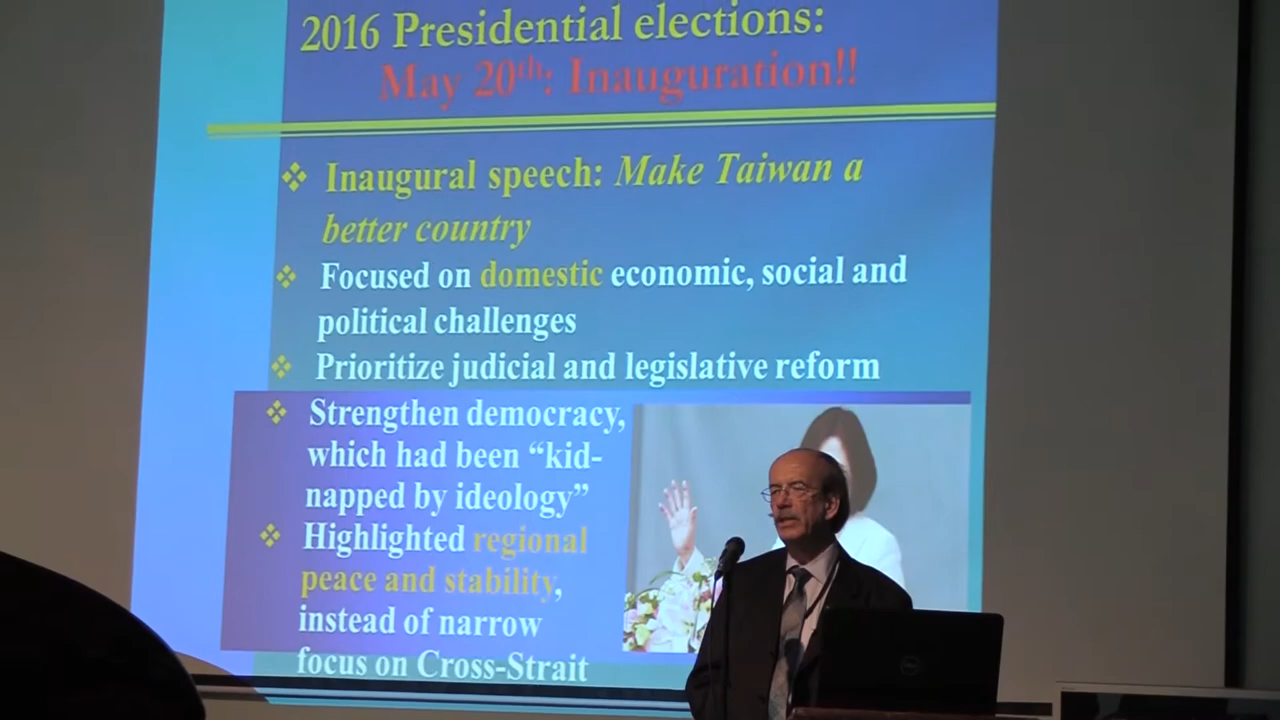 2016 Presidential elections:
May 20th: Inauguration!!
Inaugural speech: Make Taiwan a
better country
Focused on domestic economic, social and
political challenges
Prioritize judicial and legislative reform
Strengthen democracy,
which had been “kid-
napped by ideology”
Highlighted regional
peace and stability,
instead of narrow
focus on Cross-Strait